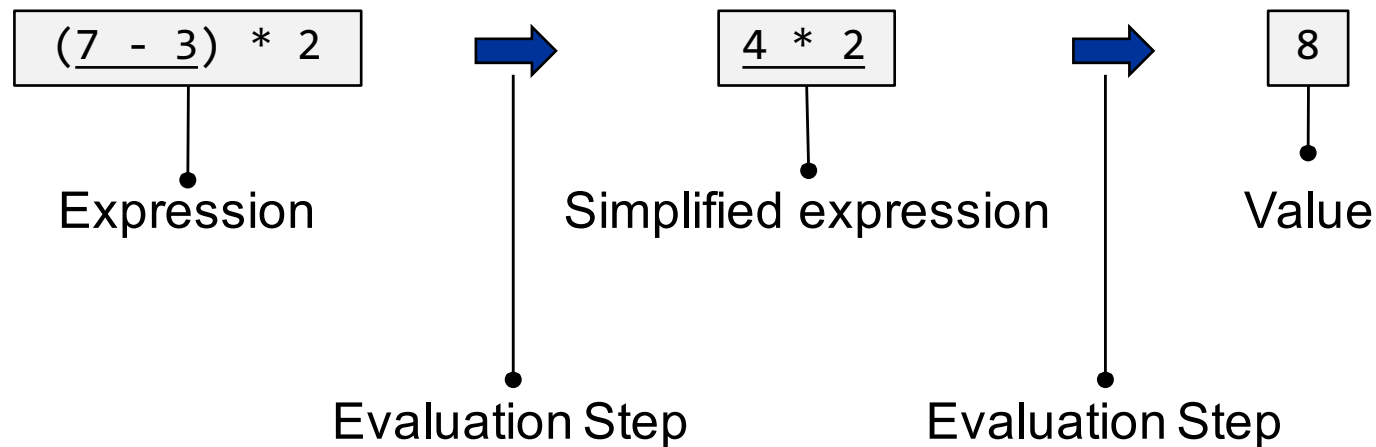 (7 - 3) * 2
4 * 2
8
Expression
Simplified expression
Value
Evaluation Step
Evaluation Step